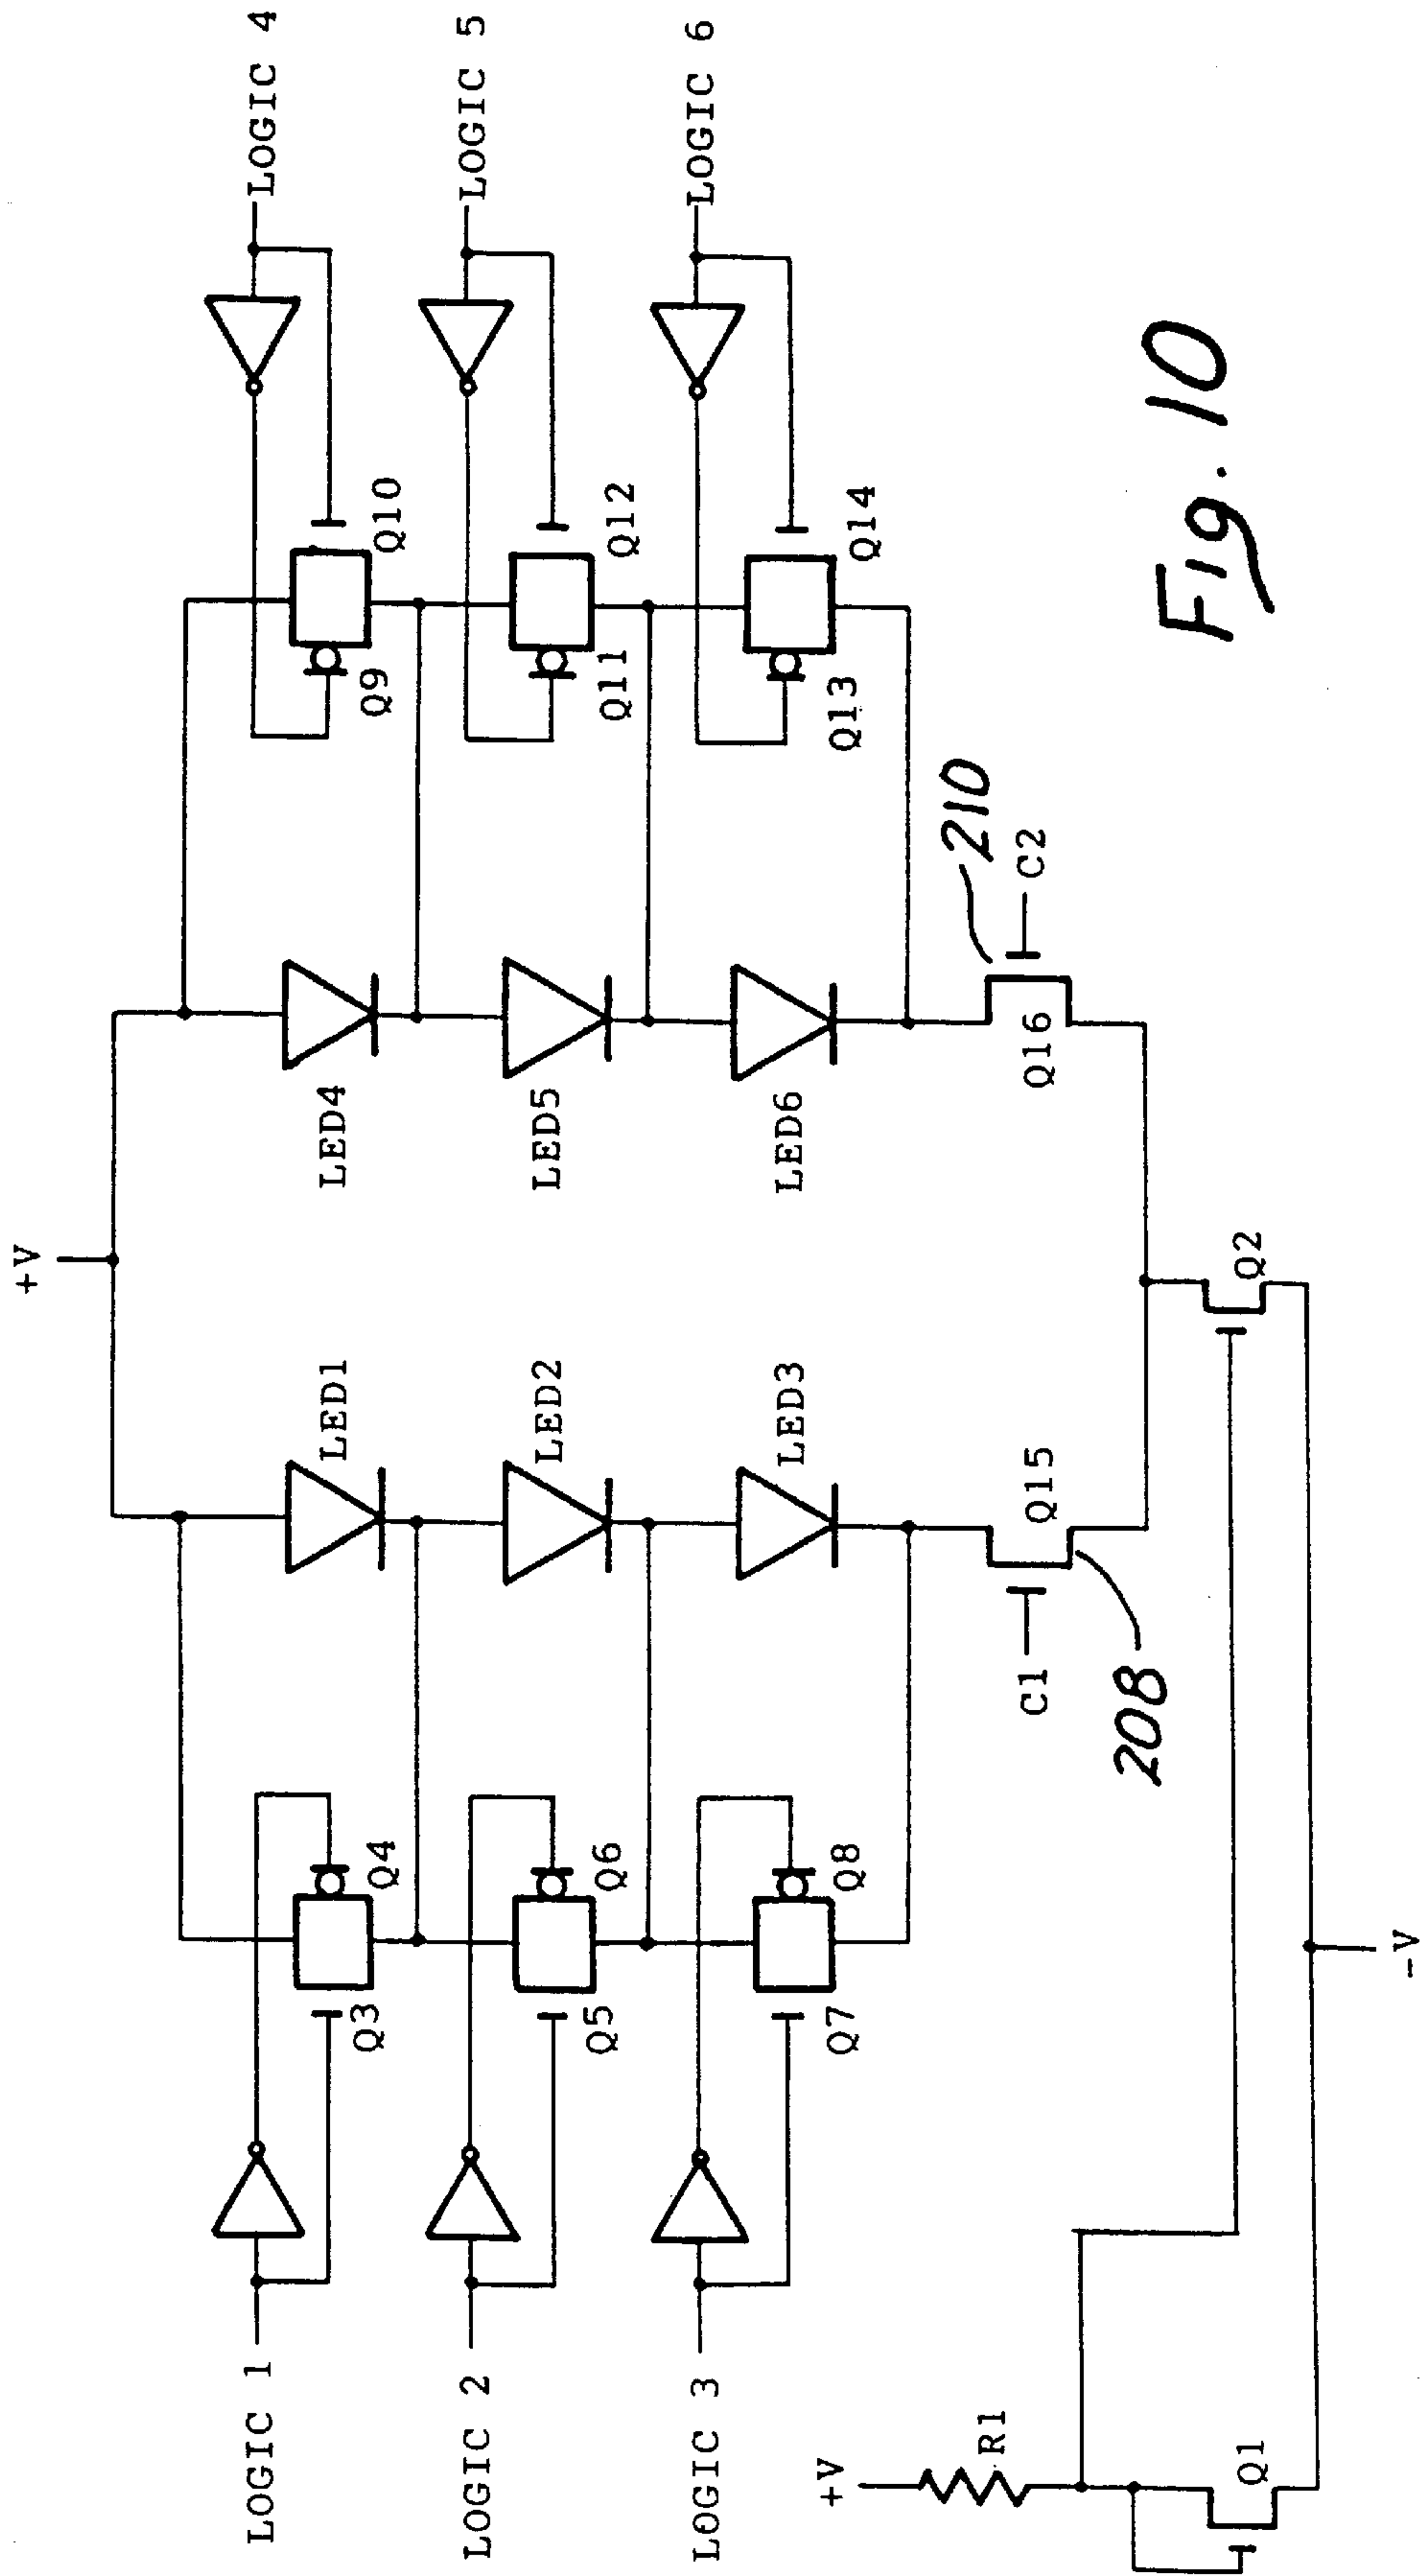 +V
LOGIC 1
LOGIC 2
LOGIC 3
Q3
Q4
Q5
Q6
Q7
Q8
LED1
LED2
LED3
LED4
LED5
LED6
Q9
Q10
Q11
Q12
Q13
Q14
LOGIC 4
LOGIC 5
LOGIC 6
+V
R1
Q1
C1
Q15
208
Q16
C2
210
Q2
-V
Fig. 10